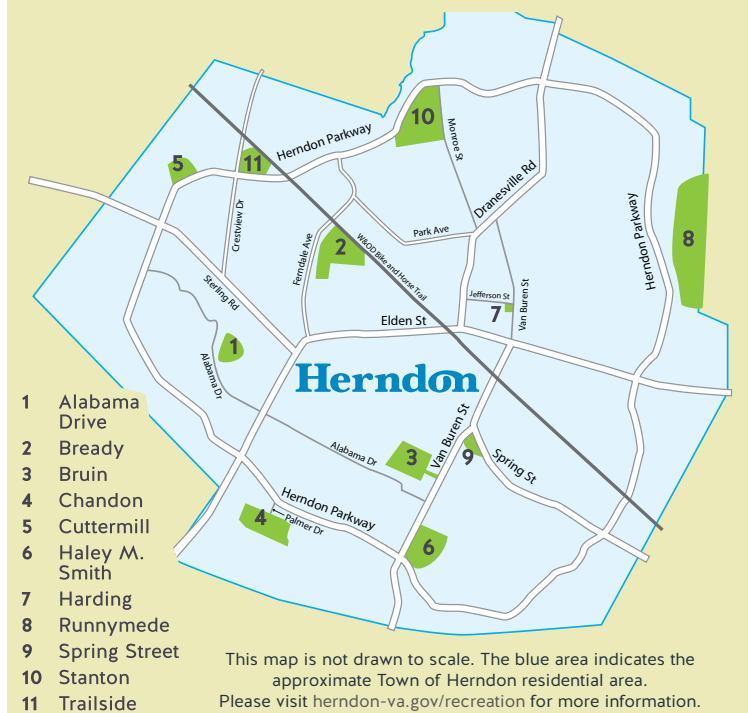 10
Monroe St
Herndon Parkway
11
5
Dranesville Rd
Crestview Dr
Herndon Parkway
8
Ferndale Ave
2
W&OD Bike and Horse Trail
Park Ave
Sterling Rd
Jefferson St
7
Van Buren St
Elden St
1
Alabama Dr
Herndon
Van Buren St
Alabama Dr
3
9
Spring St
Herndon Parkway
4
Palmer Dr
6
1 Alabama
Drive
2 Bready
3 Bruin
4 Chandon
5 Cuttermill
6 Haley M.
Smith
7 Harding
8 Runnymede
9 Spring Street
10 Stanton
11 Trailside
This map is not drawn to scale. The blue area indicates the
approximate Town of Herndon residential area.
Please visit herndon-va.gov/recreation for more information.